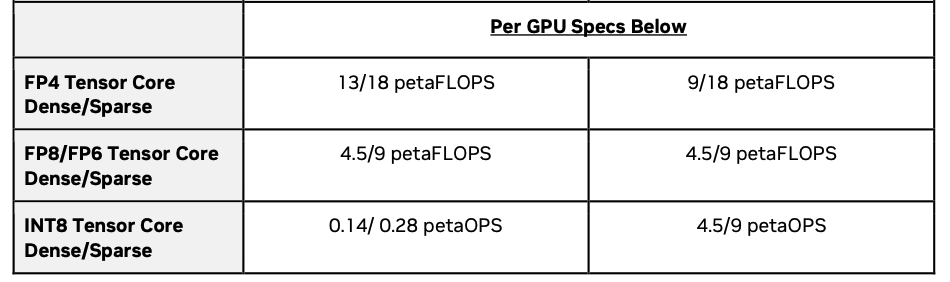 Per GPU Specs Below
FP4 Tensor Core
Dense/Sparse
13/18 petaFLOPS
9/18 petaFLOPS
FP8/FP6 Tensor Core
Dense/Sparse
4.5/9 petaFLOPS
4.5/9 petaFLOPS
INT8 Tensor Core
Dense/Sparse
0.14/ 0.28 petaOPS
4.5/9 petaOPS